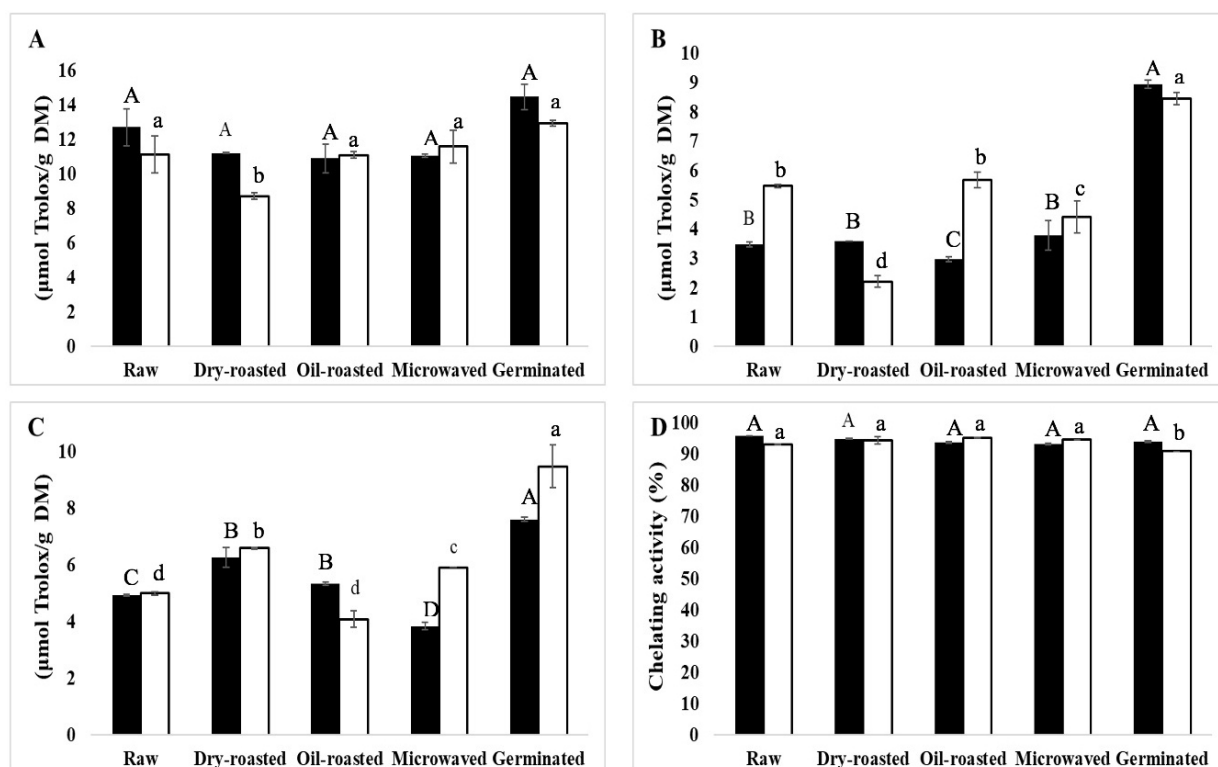 A
(µmol Trolox/g DM)
16
14
12
10
8
6
4
2
0
A a A b A a A a A a
Raw Dry-roasted Oil-roasted Microwaved Germinated
B
(µmol Trolox/g DM)
10
9
8
7
6
5
4
3
2
1
0
B b B d C b B c A a
Raw Dry-roasted Oil-roasted Microwaved Germinated
C
(µmol Trolox/g DM)
10
8
6
4
2
0
C d B b B d D c A a
Raw Dry-roasted Oil-roasted Microwaved Germinated
D
Chelating activity (%)
100
90
80
70
60
50
40
30
20
10
0
A a A a A a A a A b
Raw Dry-roasted Oil-roasted Microwaved Germinated